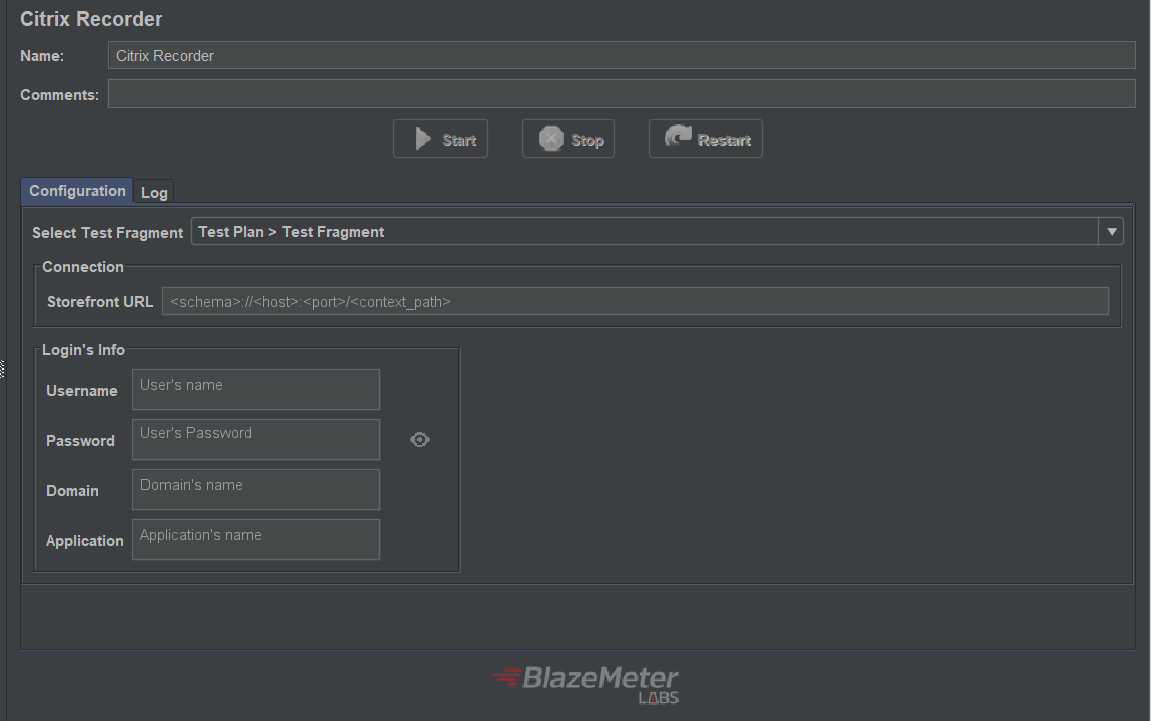 Citrix Recorder
Name: Citrix Recorder
Comments:
Start Stop Restart
Configuration Log
Select Test Fragment Test Plan > Test Fragment
Connection
Storefront URL <schema>://<host>:<port>/<context_path>
Login's Info
Username User's name
Password User's Password
Domain Domain's name
Application Application's name
BlazeMeter
LABS